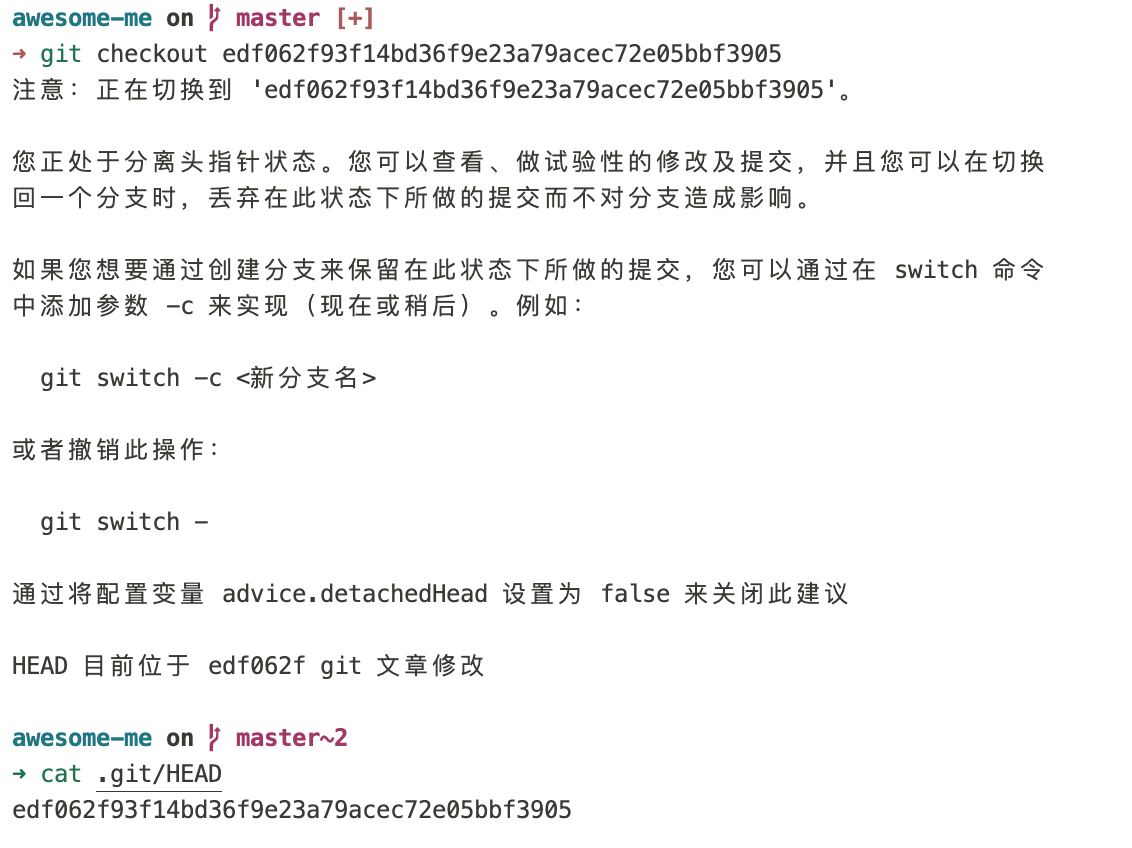 awesome-me on master [+]
→ git checkout edf062f93f14bd36f9e23a79acec72e05bbf3905
注意：正在切换到 'edf062f93f14bd36f9e23a79acec72e05bbf3905'。
您正处于分离头指针状态。您可以查看、做试验性的修改及提交，并且您可以在切换
回一个分支时，丢弃在此状态下所做的提交而不对分支造成影响。
如果您想要通过创建分支来保留在此状态下所做的提交，您可以通过在 switch 命令
中添加参数 -c 来实现（现在或稍后）。例如：
git switch -c <新分支名>
或者撤销此操作：
git switch -
通过将配置变量 advice.detachedHead 设置为 false 来关闭此建议
HEAD 目前位于 edf062f git 文章修改
awesome-me on master~2
→ cat .git/HEAD
edf062f93f14bd36f9e23a79acec72e05bbf3905